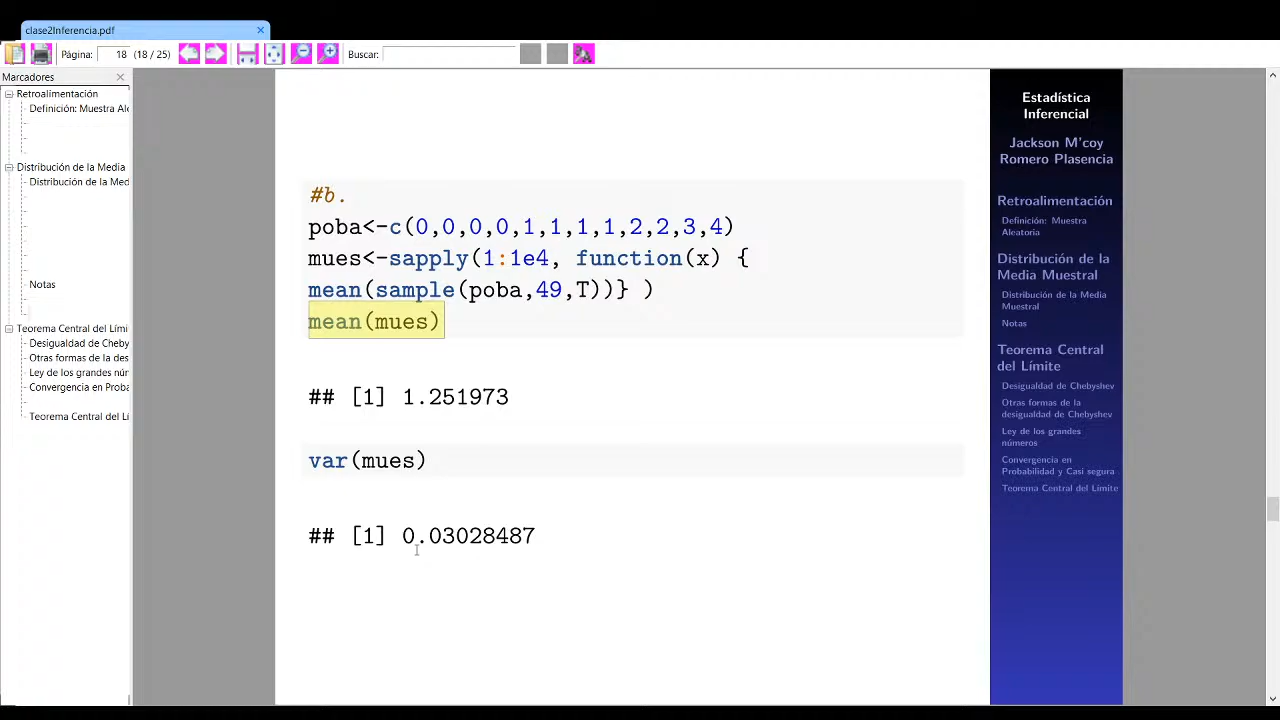 clase2Inferencia.pdf
Página: 18 (18 / 25) Buscar:
Marcadores
Retroalimentación
Definición: Muestra Alea
Distribución de la Media
Distribución de la Med
Notas
Teorema Central del Lími
Desigualdad de Cheby
Otras formas de la des
Ley de los grandes núr
Convergencia en Proba
Teorema Central del Lí
#b.
poba<-c(0,0,0,0,1,1,1,1,2,2,3,4)
mues<-sapply(1:1e4, function(x) {
mean(sample(poba,49,T))} )
mean(mues)
## [1] 1.251973
var(mues)
## [1] 0.03028487
Estadística
Inferencial
Jackson M'coy
Romero Plasencia
Retroalimentación
Definición: Muestra
Aleatoria
Distribución de la
Media Muestral
Distribución de la Media
Muestral
Notas
Teorema Central
del Límite
Desigualdad de Chebyshev
Otras formas de la
desigualdad de Chebyshev
Ley de los grandes
números
Convergencia en
Probabilidad y Casi segura
Teorema Central del Límite